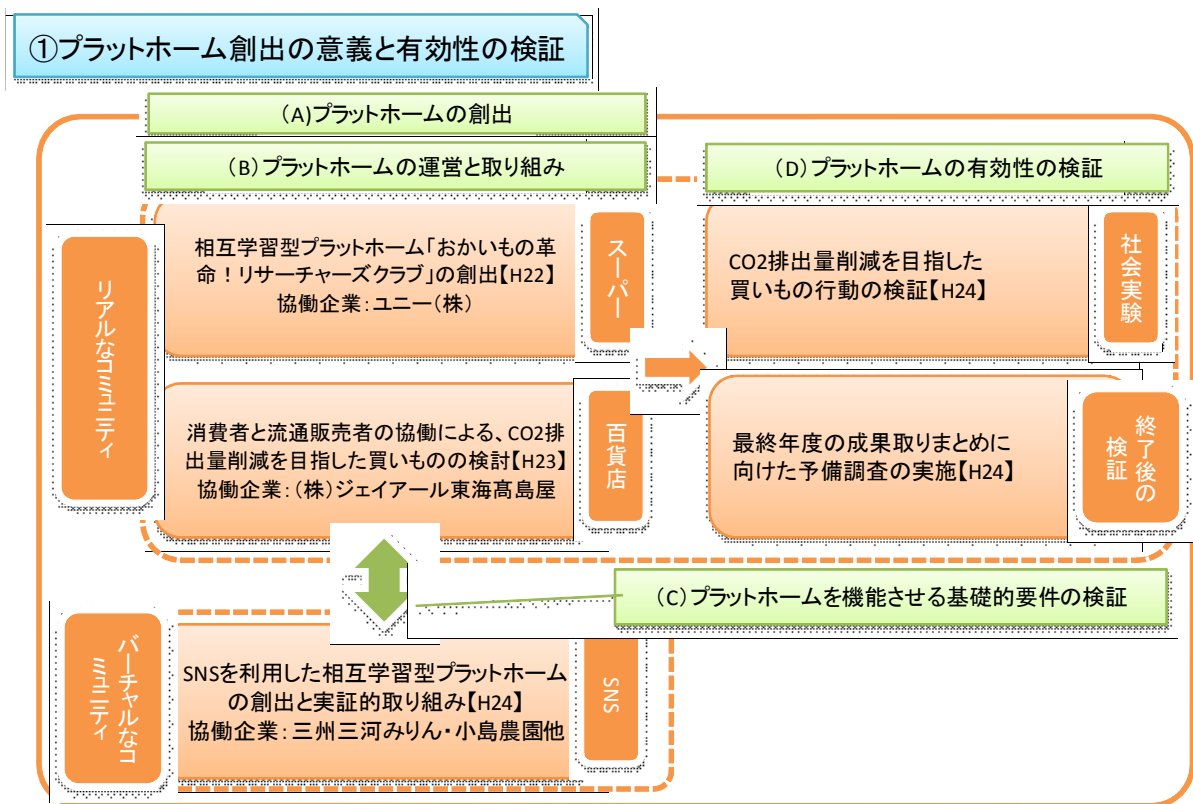 ①プラットホーム創出の意義と有効性の検証
(A)プラットホームの創出
(B)プラットホームの運営と取り組み
(D)プラットホームの有効性の検証
リアルなコミュニティ
相互学習型プラットホーム「おかいもの革
命!リサーチャーズクラブ」の創出【H22】
協働企業:ユニー(株)
スーパー
CO2排出量削減を目指した
買いもの行動の検証【H24】
社会実験
消費者と流通販売者の協働による、CO2排
出量削減を目指した買いものの検討【H23】
協働企業:(株)ジェイアール東海髙島屋
百貨店
最終年度の成果取りまとめに
向けた予備調査の実施【H24】
終了後の
検証
(C)プラットホームを機能させる基礎的要件の検証
バーチャルなコ
ミュニティ
SNSを利用した相互学習型プラットホーム
の創出と実証的取り組み【H24】
協働企業:三州三河みりん・小島農園他
SNS